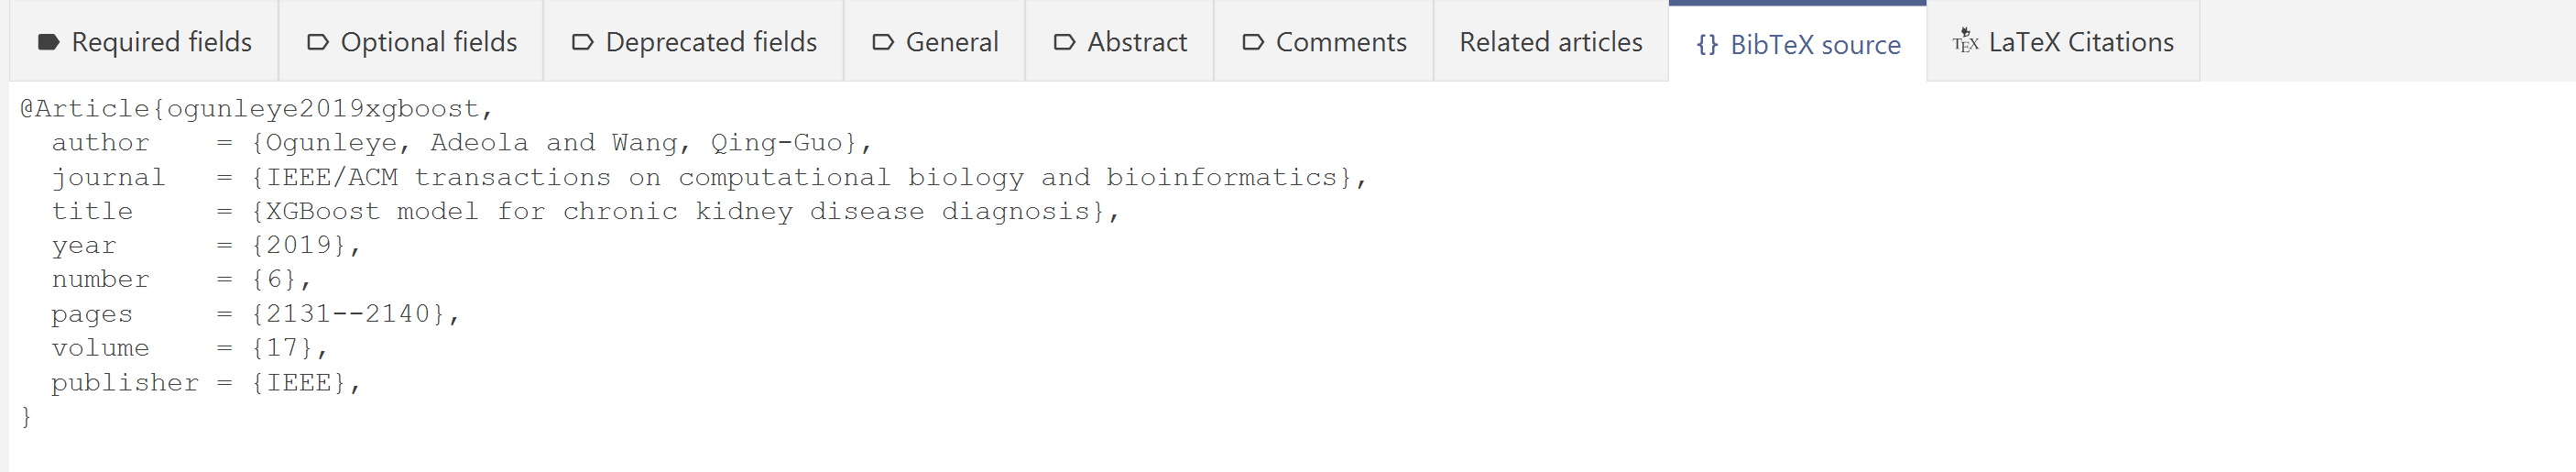 Required fields Optional fields Deprecated fields General Abstract Comments Related articles {} BibTeX source TEX LaTeX Citations
@Article{ogunleye2019xgboost,
  author    = {Ogunleye, Adeola and Wang, Qing-Guo},
  journal   = {IEEE/ACM transactions on computational biology and bioinformatics},
  title     = {XGBoost model for chronic kidney disease diagnosis},
  year      = {2019},
  number    = {6},
  pages     = {2131--2140},
  volume    = {17},
  publisher = {IEEE},
}